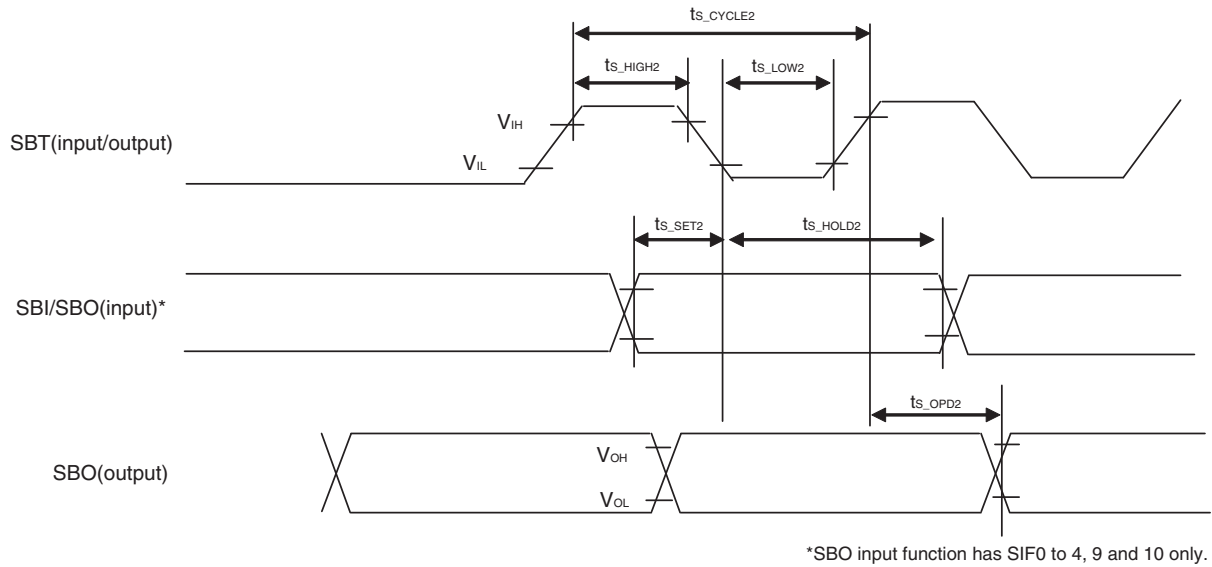 tS_CYCLE2
tS_HIGH2
tS_LOW2
VIH
SBT(input/output)
VIL
tS_SET2
tS_HOLD2
SBI/SBO(input)*
tS_OPD2
VOH
SBO(output)
VOL
*SBO input function has SIF0 to 4, 9 and 10 only.